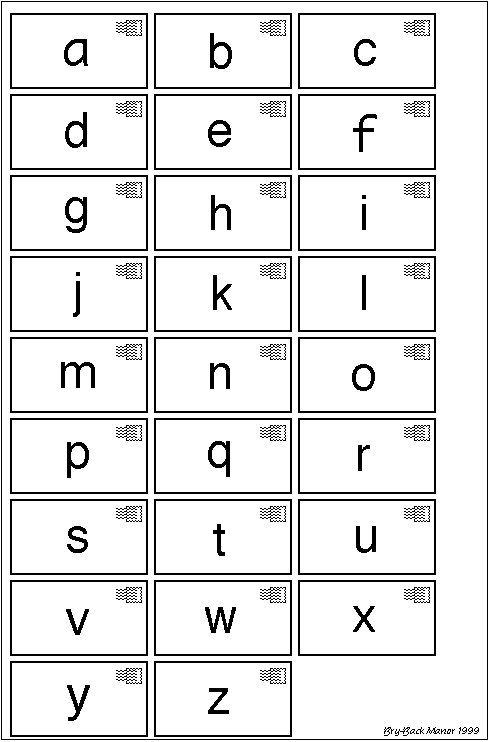 a b c
d e f
g h i
j k l
m n o
p q r
s t u
v w x
y z
Bry-Back Manor 1999